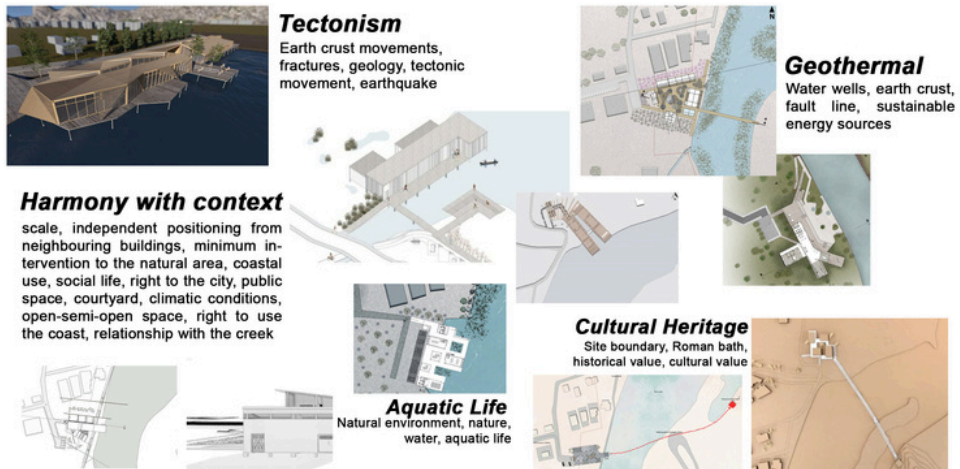 Tectonism
Earth crust movements,
fractures, geology, tectonic
movement, earthquake
Geothermal
Water wells, earth crust,
fault line, sustainable
energy sources
Harmony with context
scale, independent positioning from
neighbouring buildings, minimum in-
tervention to the natural area, coastal
use, social life, right to the city, public
space, courtyard, climatic conditions,
open-semi-open space, right to use
the coast, relationship with the creek
Cultural Heritage
Site boundary, Roman bath,
historical value, cultural value
Aquatic Life
Natural environment, nature,
water, aquatic life
N